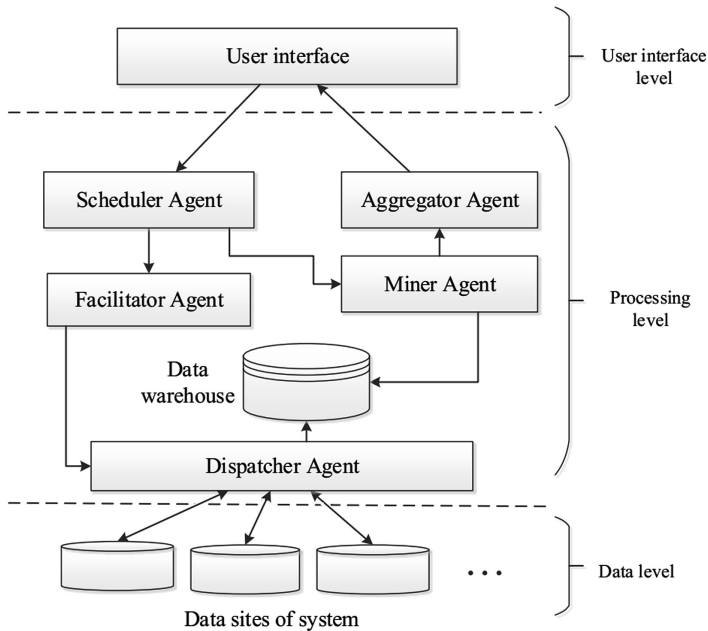 User interface
User interface
level
Scheduler Agent
Aggregator Agent
Facilitator Agent
Miner Agent
Processing
level
Data
warehouse
Dispatcher Agent
Data level
Data sites of system